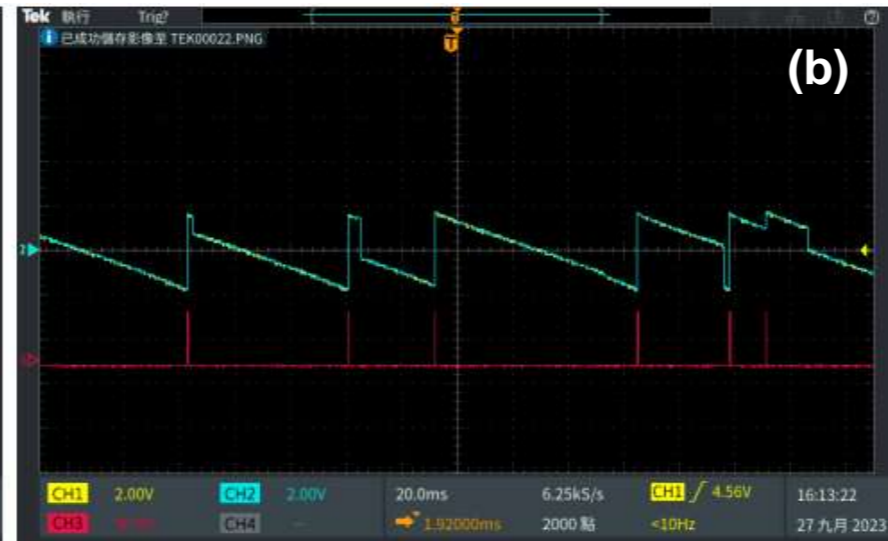 Tek 執行 Trig?
已成功儲存影像至 TEK00022.PNG
(b)
CH1 2.00V CH2 2.00V 20.0ms 6.25kS/s CH1 4.56V 16:13:22
CH3 CH4 1.92000ms 2000 點 <10Hz 27 九月 2023